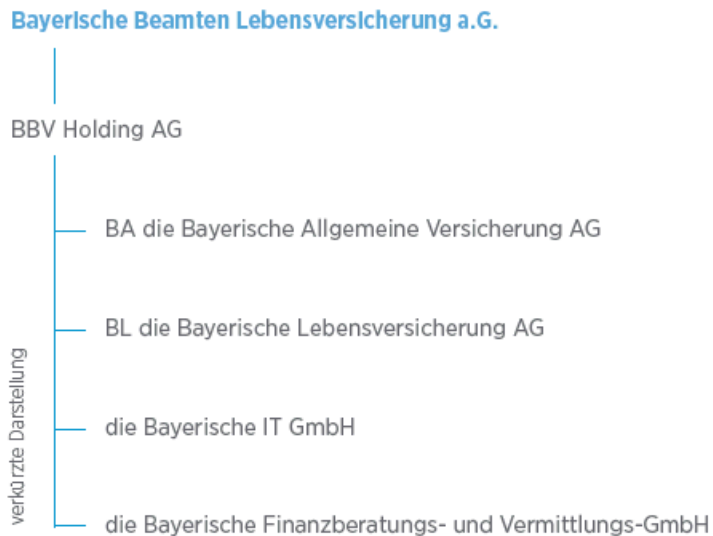 Bayerische Beamten Lebensversicherung a.G.
BBV Holding AG
BA die Bayerische Allgemeine Versicherung AG
BL die Bayerische Lebensversicherung AG
die Bayerische IT GmbH
die Bayerische Finanzberatungs- und Vermittlungs-GmbH
verkürzte Darstellung